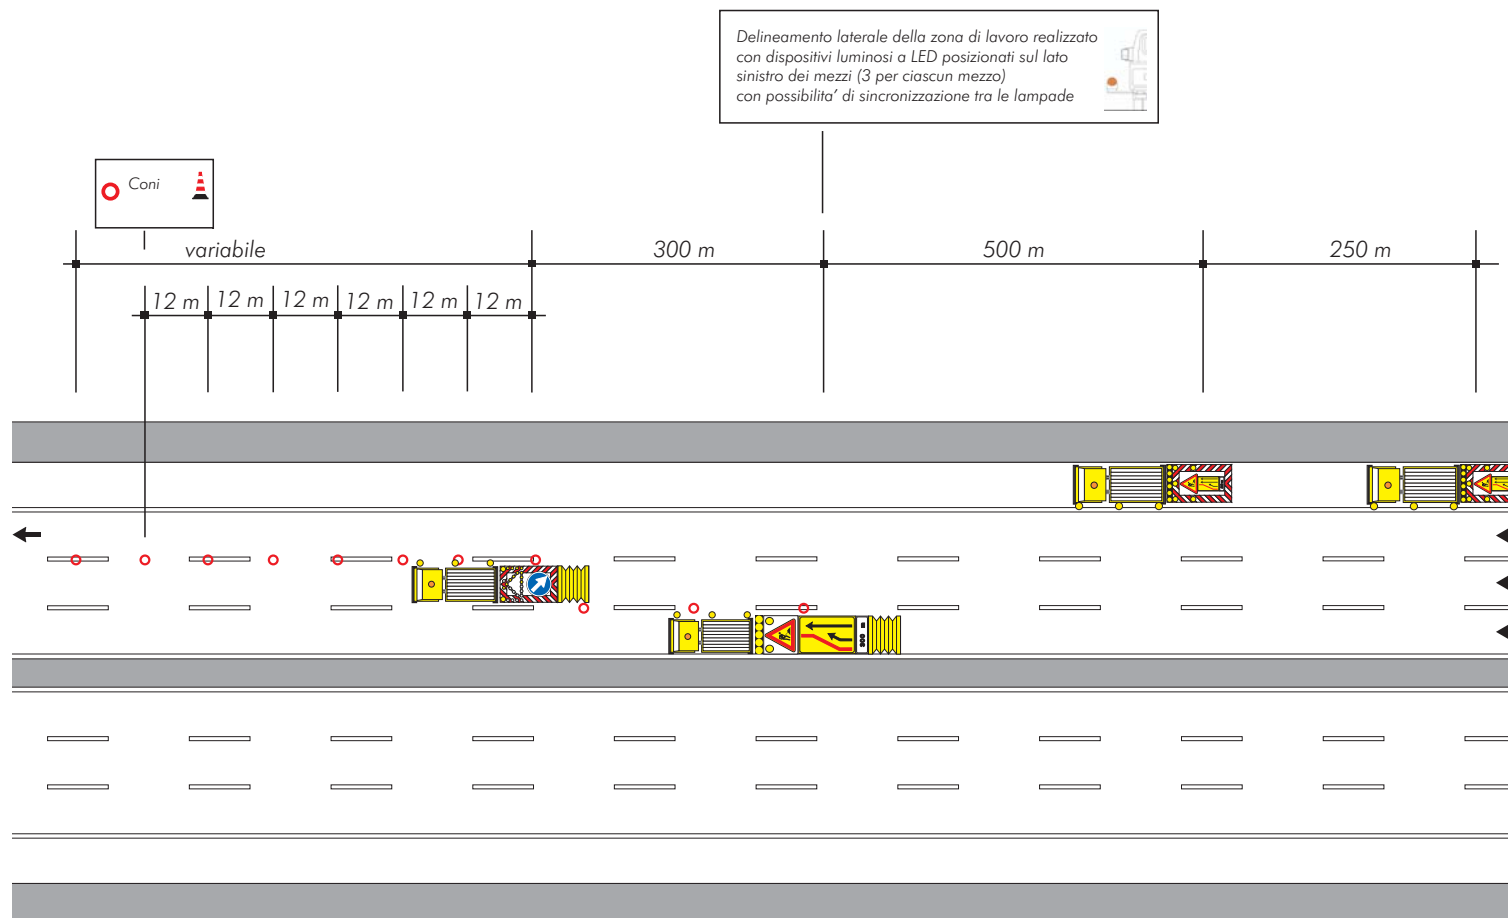 Delineamento laterale della zona di lavoro realizzato
con dispositivi luminosi a LED posizionati sul lato
sinistro dei mezzi (3 per ciascun mezzo)
con possibilita’ di sincronizzazione tra le lampade
Coni
variabile 300 m 500 m 250 m
12 m 12 m 12 m 12 m 12 m 12 m
300 m